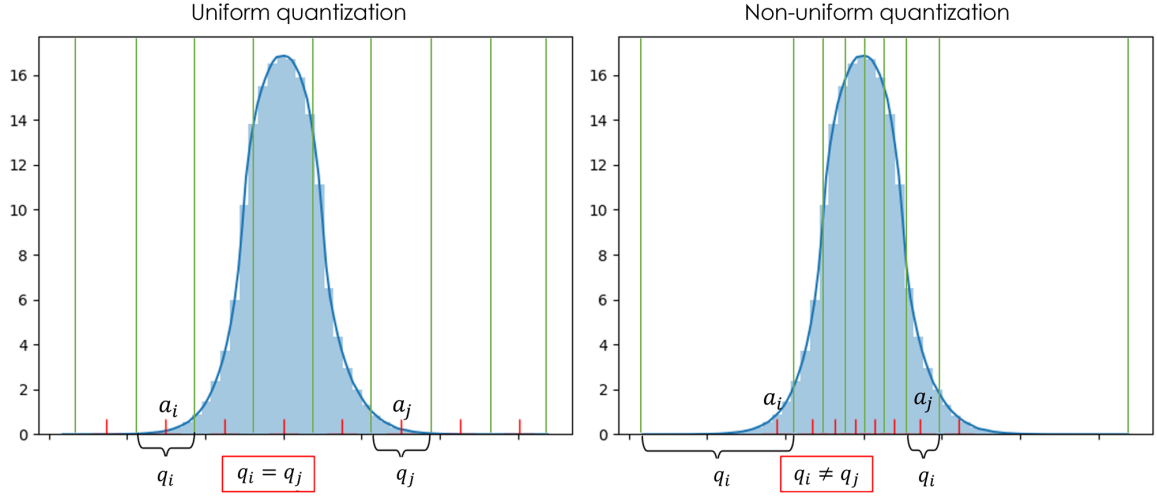 Uniform quantization
16
14
12
10
8
6
4
2
0
a_i
a_j
q_i
q_i = q_j
q_j
Non-uniform quantization
16
14
12
10
8
6
4
2
0
a_i
a_j
q_i
q_i ≠ q_j
q_i